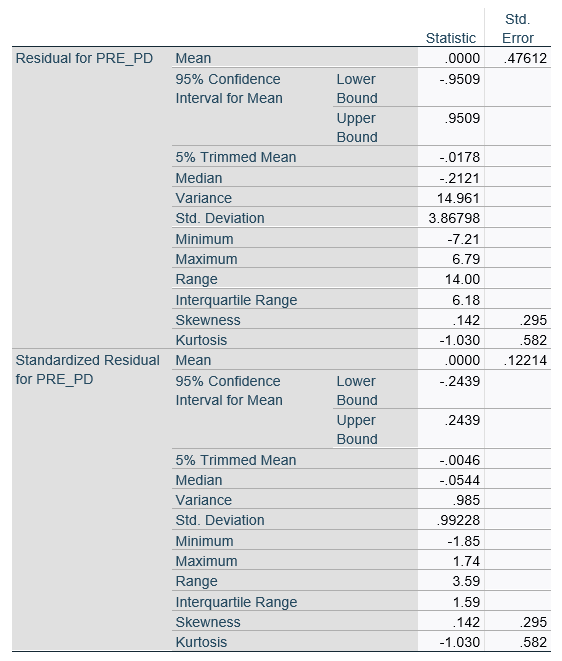 Std.
Statistic Error
Residual for PRE_PD Mean .0000 .47612
95% Confidence Lower -.9509
Interval for Mean Bound
Upper .9509
Bound
5% Trimmed Mean -.0178
Median -.2121
Variance 14.961
Std. Deviation 3.86798
Minimum -7.21
Maximum 6.79
Range 14.00
Interquartile Range 6.18
Skewness .142 .295
Kurtosis -1.030 .582
Standardized Residual Mean .0000 .12214
for PRE_PD 95% Confidence Lower -.2439
Interval for Mean Bound
Upper .2439
Bound
5% Trimmed Mean -.0046
Median -.0544
Variance .985
Std. Deviation .99228
Minimum -1.85
Maximum 1.74
Range 3.59
Interquartile Range 1.59
Skewness .142 .295
Kurtosis -1.030 .582